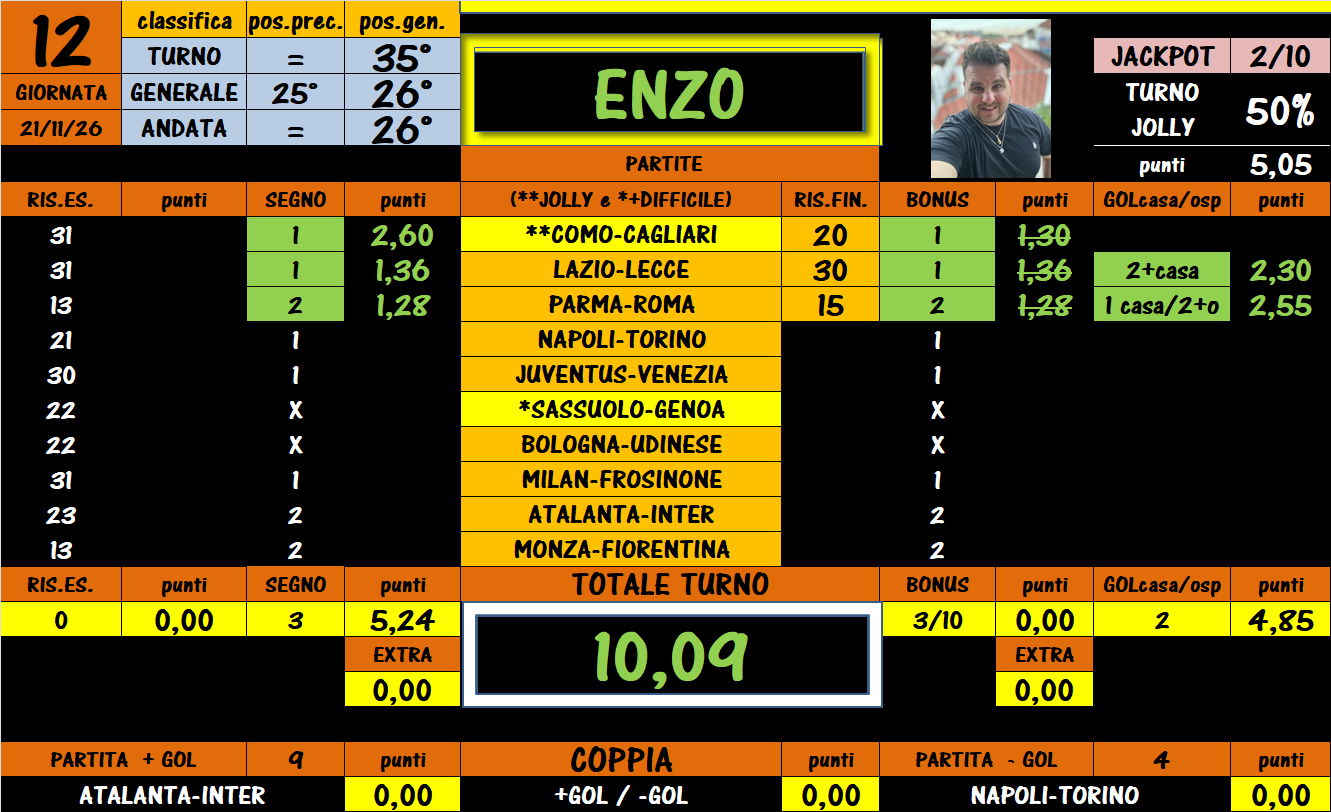 12 classifica pos.prec. pos.gen.
TURNO = 35°
GIORNATA GENERALE 25° 26°
21/11/26 ANDATA = 26°
ENZO
JACKPOT 2/10
TURNO
JOLLY 50%
punti 5,05
PARTITE
RIS.ES. punti SEGNO punti (**JOLLY e *+DIFFICILE) RIS.FIN. BONUS punti GOLcasa/osp punti
31 1 2,60 **COMO-CAGLIARI 20 1 1,30
31 1 1,36 LAZIO-LECCE 30 1 1,36 2+casa 2,30
13 2 1,28 PARMA-ROMA 15 2 1,28 1 casa/2+o 2,55
21 1 NAPOLI-TORINO 1
30 1 JUVENTUS-VENEZIA 1
22 X *SASSUOLO-GENOA X
22 X BOLOGNA-UDINESE X
31 1 MILAN-FROSINONE 1
23 2 ATALANTA-INTER 2
13 2 MONZA-FIORENTINA 2
RIS.ES. punti SEGNO punti TOTALE TURNO BONUS punti GOLcasa/osp punti
0 0,00 3 5,24 10,09 3/10 0,00 2 4,85
EXTRA EXTRA
0,00 0,00
PARTITA + GOL 9 punti COPPIA punti PARTITA - GOL 4 punti
ATALANTA-INTER 0,00 +GOL / -GOL 0,00 NAPOLI-TORINO 0,00